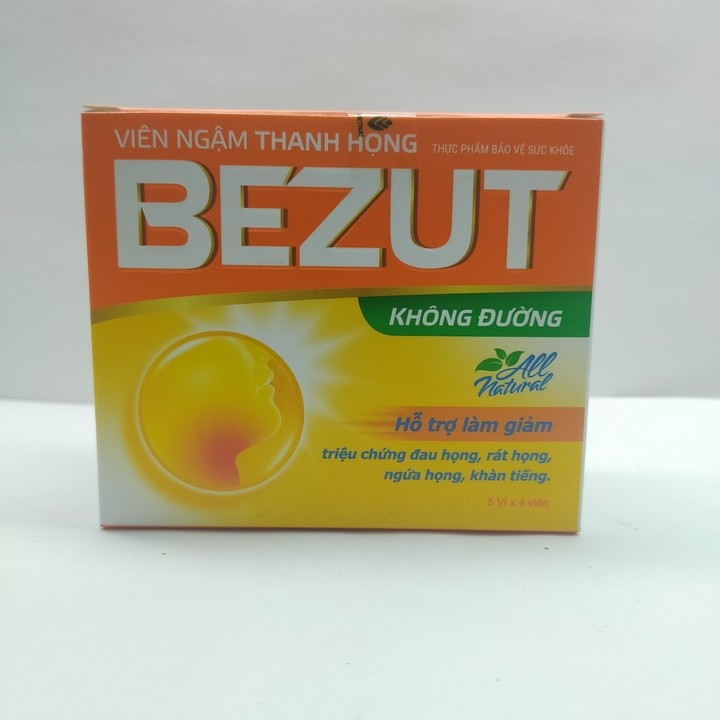 VIÊN NGẬM THANH HỌNG
THỰC PHẨM BẢO VỆ SỨC KHỎE
BEZUT
KHÔNG ĐƯỜNG
All
Natural
Hỗ trợ làm giảm
triệu chứng đau họng, rát họng,
ngứa họng, khàn tiếng.
5 Vỉ x 4 viên